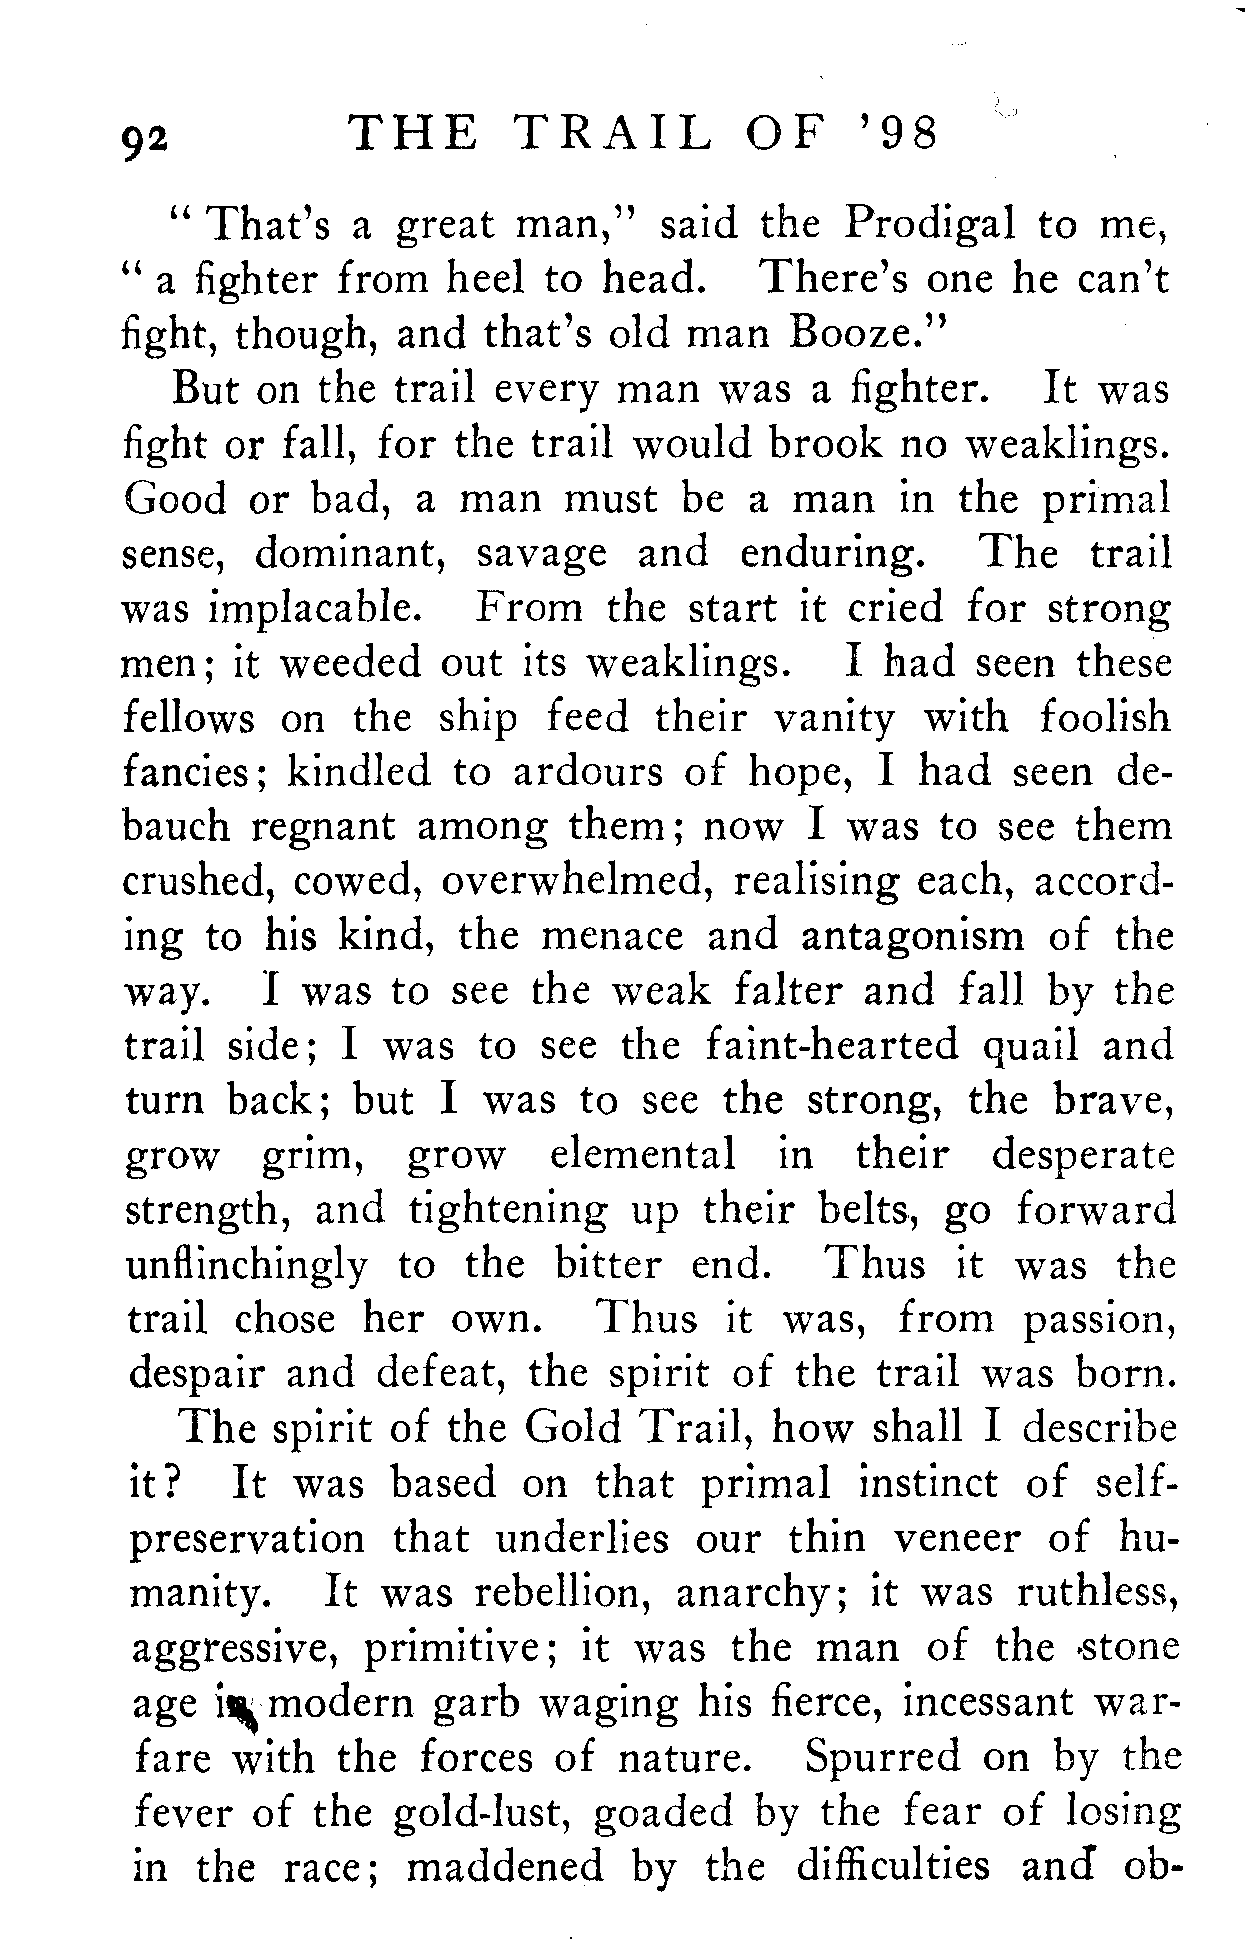 92 THE TRAIL OF '98
" That's a great man," said the Prodigal to me,
" a fighter from heel to head. There's one he can't
fight, though, and that's old man Booze."
But on the trail every man was a fighter. It was
fight or fall, for the trail would brook no weaklings.
Good or bad, a man must be a man in the primal
sense, dominant, savage and enduring. The trail
was implacable. From the start it cried for strong
men; it weeded out its weaklings. I had seen these
fellows on the ship feed their vanity with foolish
fancies; kindled to ardours of hope, I had seen de-
bauch regnant among them; now I was to see them
crushed, cowed, overwhelmed, realising each, accord-
ing to his kind, the menace and antagonism of the
way. I was to see the weak falter and fall by the
trail side; I was to see the faint-hearted quail and
turn back; but I was to see the strong, the brave,
grow grim, grow elemental in their desperate
strength, and tightening up their belts, go forward
unflinchingly to the bitter end. Thus it was the
trail chose her own. Thus it was, from passion,
despair and defeat, the spirit of the trail was born.
The spirit of the Gold Trail, how shall I describe
it? It was based on that primal instinct of self-
preservation that underlies our thin veneer of hu-
manity. It was rebellion, anarchy; it was ruthless,
aggressive, primitive; it was the man of the stone
age in modern garb waging his fierce, incessant war-
fare with the forces of nature. Spurred on by the
fever of the gold-lust, goaded by the fear of losing
in the race; maddened by the difficulties and ob-